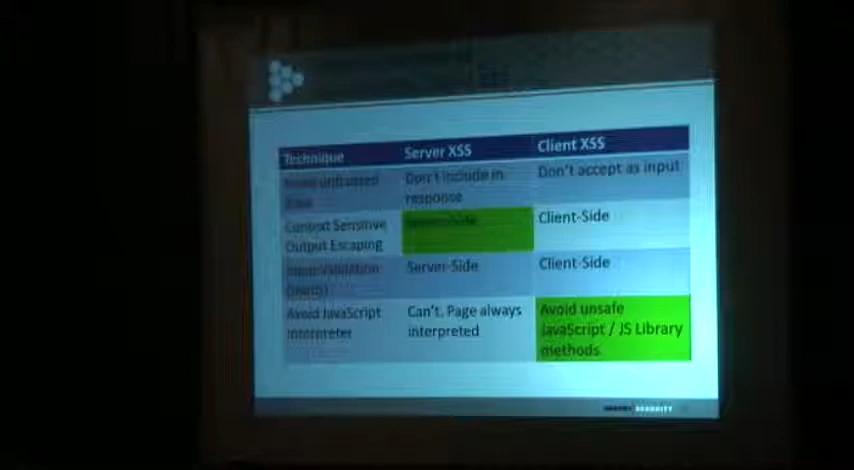 Technique Server XSS Client XSS
Avoid untrusted Don't include in Don't accept as input
data response
Context Sensitive Server-Side Client-Side
Output Escaping
Input Validation Server-Side Client-Side
Avoid JavaScript Can't. Page always Avoid unsafe
Interpreter interpreted JavaScript / JS Library
methods
SECURITY